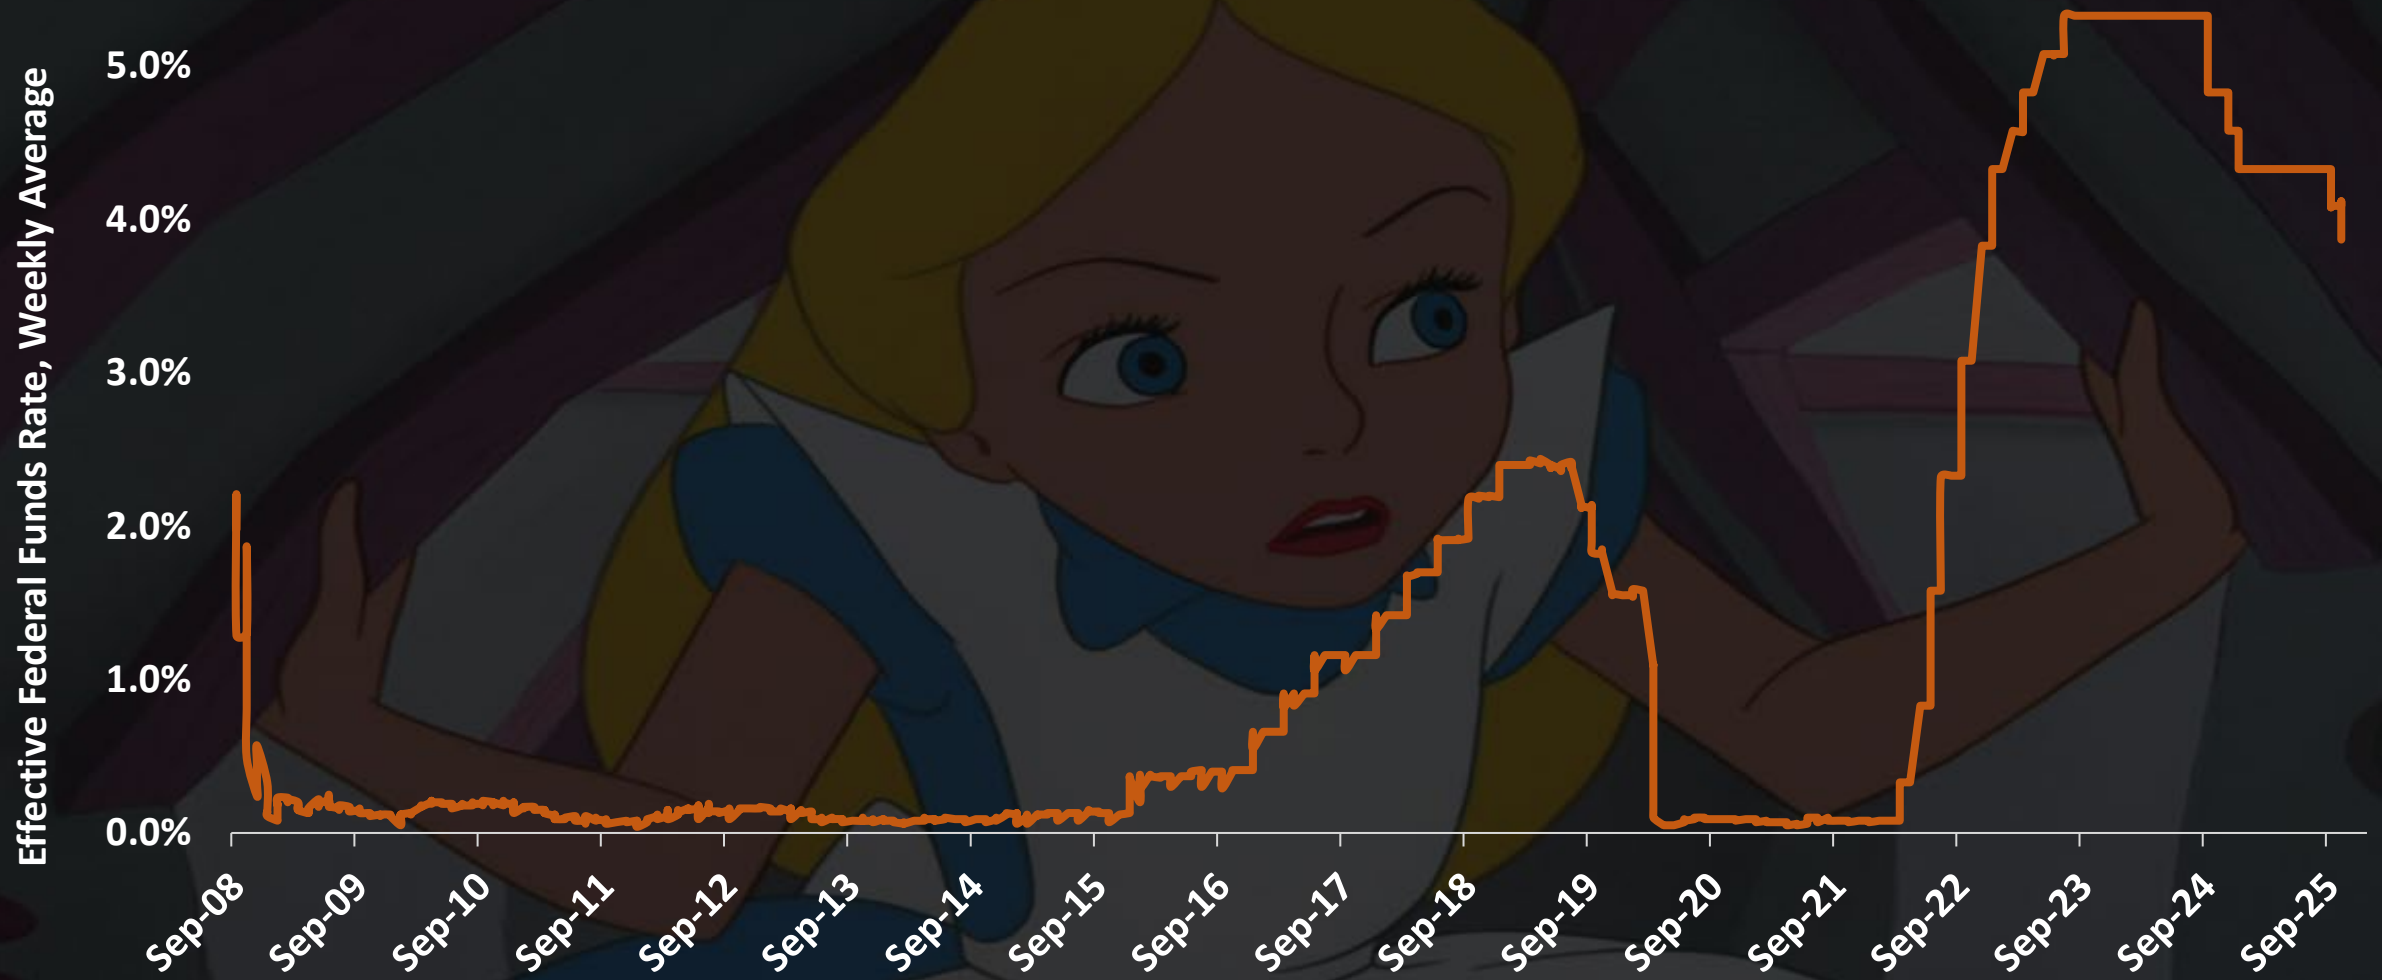 Effective Federal Funds Rate, Weekly Average
5.0%
4.0%
3.0%
2.0%
1.0%
0.0%
Sep-08
Sep-09
Sep-10
Sep-11
Sep-12
Sep-13
Sep-14
Sep-15
Sep-16
Sep-17
Sep-18
Sep-19
Sep-20
Sep-21
Sep-22
Sep-23
Sep-24
Sep-25